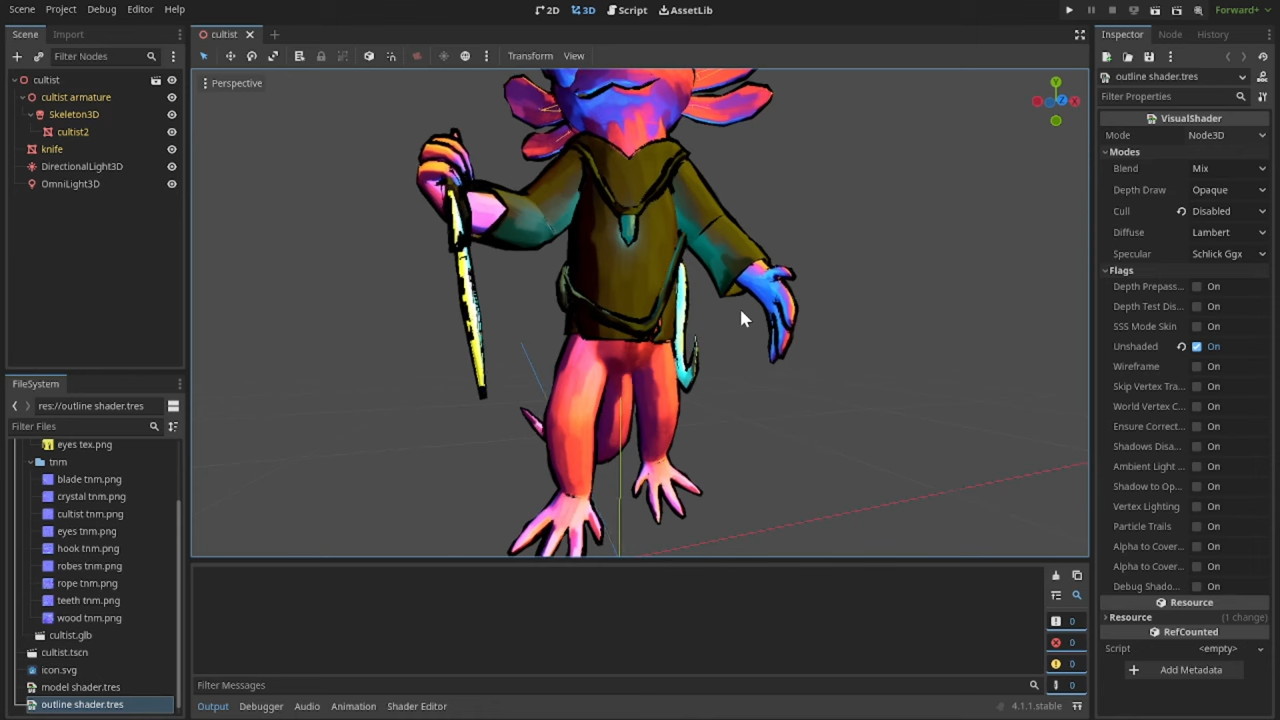 Scene Project Debug Editor Help
2D 3D Script AssetLib
Forward+
Scene Import
Filter Nodes
cultist
cultist armature
Skeleton3D
cultist2
knife
DirectionalLight3D
OmniLight3D
FileSystem
res://outline shader.tres
Filter Files
eyes tex.png
tnm
blade tnm.png
crystal tnm.png
cultist tnm.png
eyes tnm.png
hook tnm.png
robes tnm.png
rope tnm.png
teeth tnm.png
wood tnm.png
cultist.glb
cultist.tscn
icon.svg
model shader.tres
outline shader.tres
cultist
Transform View
Perspective
Y
Z
X
0
0
0
0
Filter Messages
Output Debugger Audio Animation Shader Editor
4.1.1.stable
Inspector Node History
outline shader.tres
Filter Properties
VisualShader
Mode Node3D
Modes
Blend Mix
Depth Draw Opaque
Cull Disabled
Diffuse Lambert
Specular Schlick Ggx
Flags
Depth Prepass... On
Depth Test Dis... On
SSS Mode Skin On
Unshaded On
Wireframe On
Skip Vertex Tra... On
World Vertex C... On
Ensure Correct... On
Shadows Disa... On
Ambient Light ... On
Shadow to Op... On
Vertex Lighting On
Particle Trails On
Alpha to Cover... On
Alpha to Cover... On
Debug Shado... On
Resource
Resource (1 change)
RefCounted
Script <empty>
Add Metadata